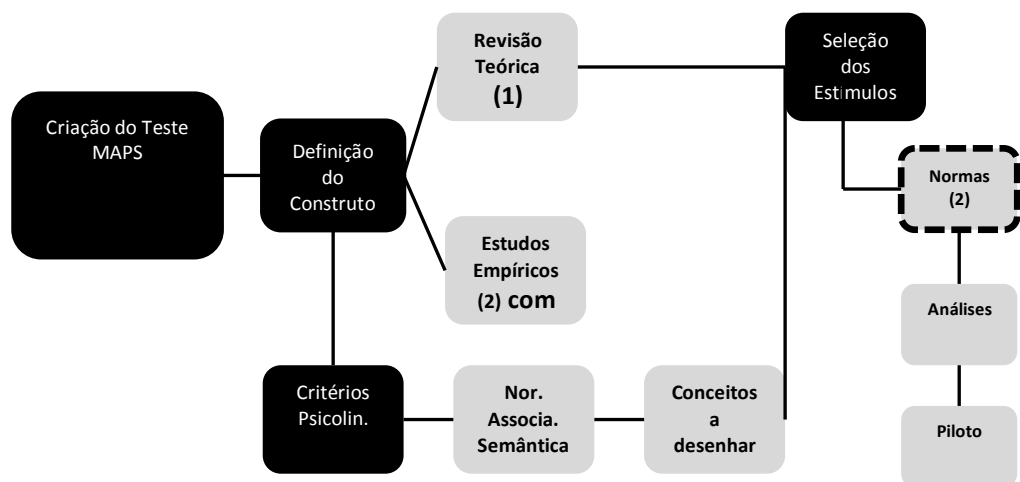 Criação do Teste
MAPS
Definição
do
Construto
Revisão
Teórica
(1)
Estudos
Empíricos
(2) com
Critérios
Psicolin.
Nor.
Associa.
Semântica
Conceitos
a
desenhar
Seleção
dos
Estimulos
Normas
(2)
Análises
Piloto